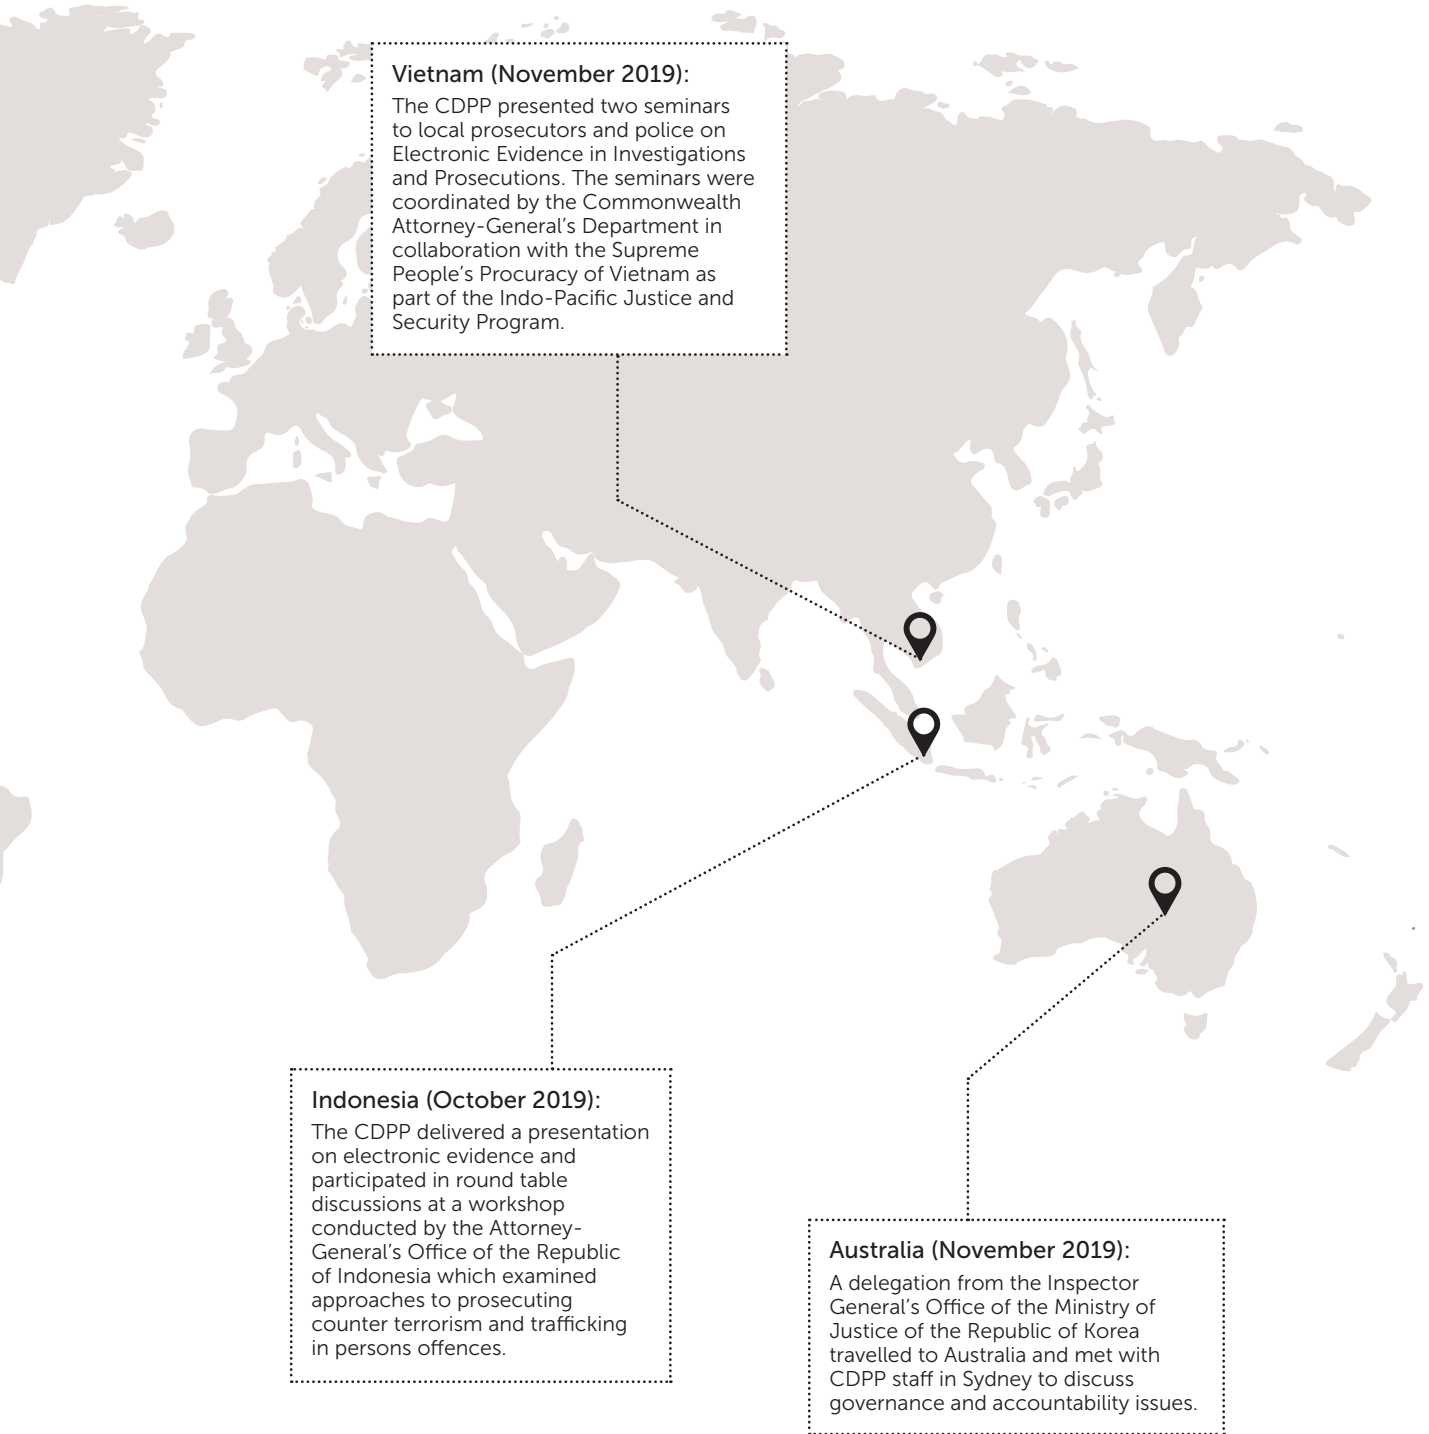 Vietnam (November 2019):
The CDPP presented two seminars
to local prosecutors and police on
Electronic Evidence in Investigations
and Prosecutions. The seminars were
coordinated by the Commonwealth
Attorney-General’s Department in
collaboration with the Supreme
People’s Procuracy of Vietnam as
part of the Indo-Pacific Justice and
Security Program.
Indonesia (October 2019):
The CDPP delivered a presentation
on electronic evidence and
participated in round table
discussions at a workshop
conducted by the Attorney-
General’s Office of the Republic
of Indonesia which examined
approaches to prosecuting
counter terrorism and trafficking
in persons offences.
Australia (November 2019):
A delegation from the Inspector
General’s Office of the Ministry of
Justice of the Republic of Korea
travelled to Australia and met with
CDPP staff in Sydney to discuss
governance and accountability issues.